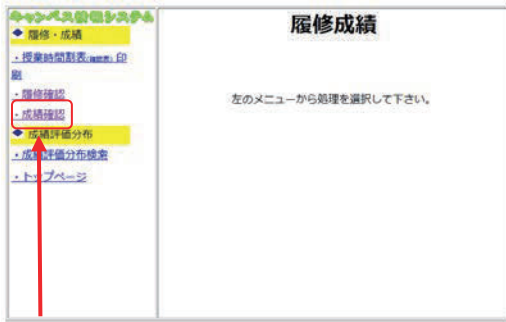 キャンパス情報システム
履修・成績
・授業時間割表(履修用) 印
刷
・履修確認
・成績確認
成績評価分布
・成績評価分布検索
・トップページ
履修成績
左のメニューから処理を選択して下さい。